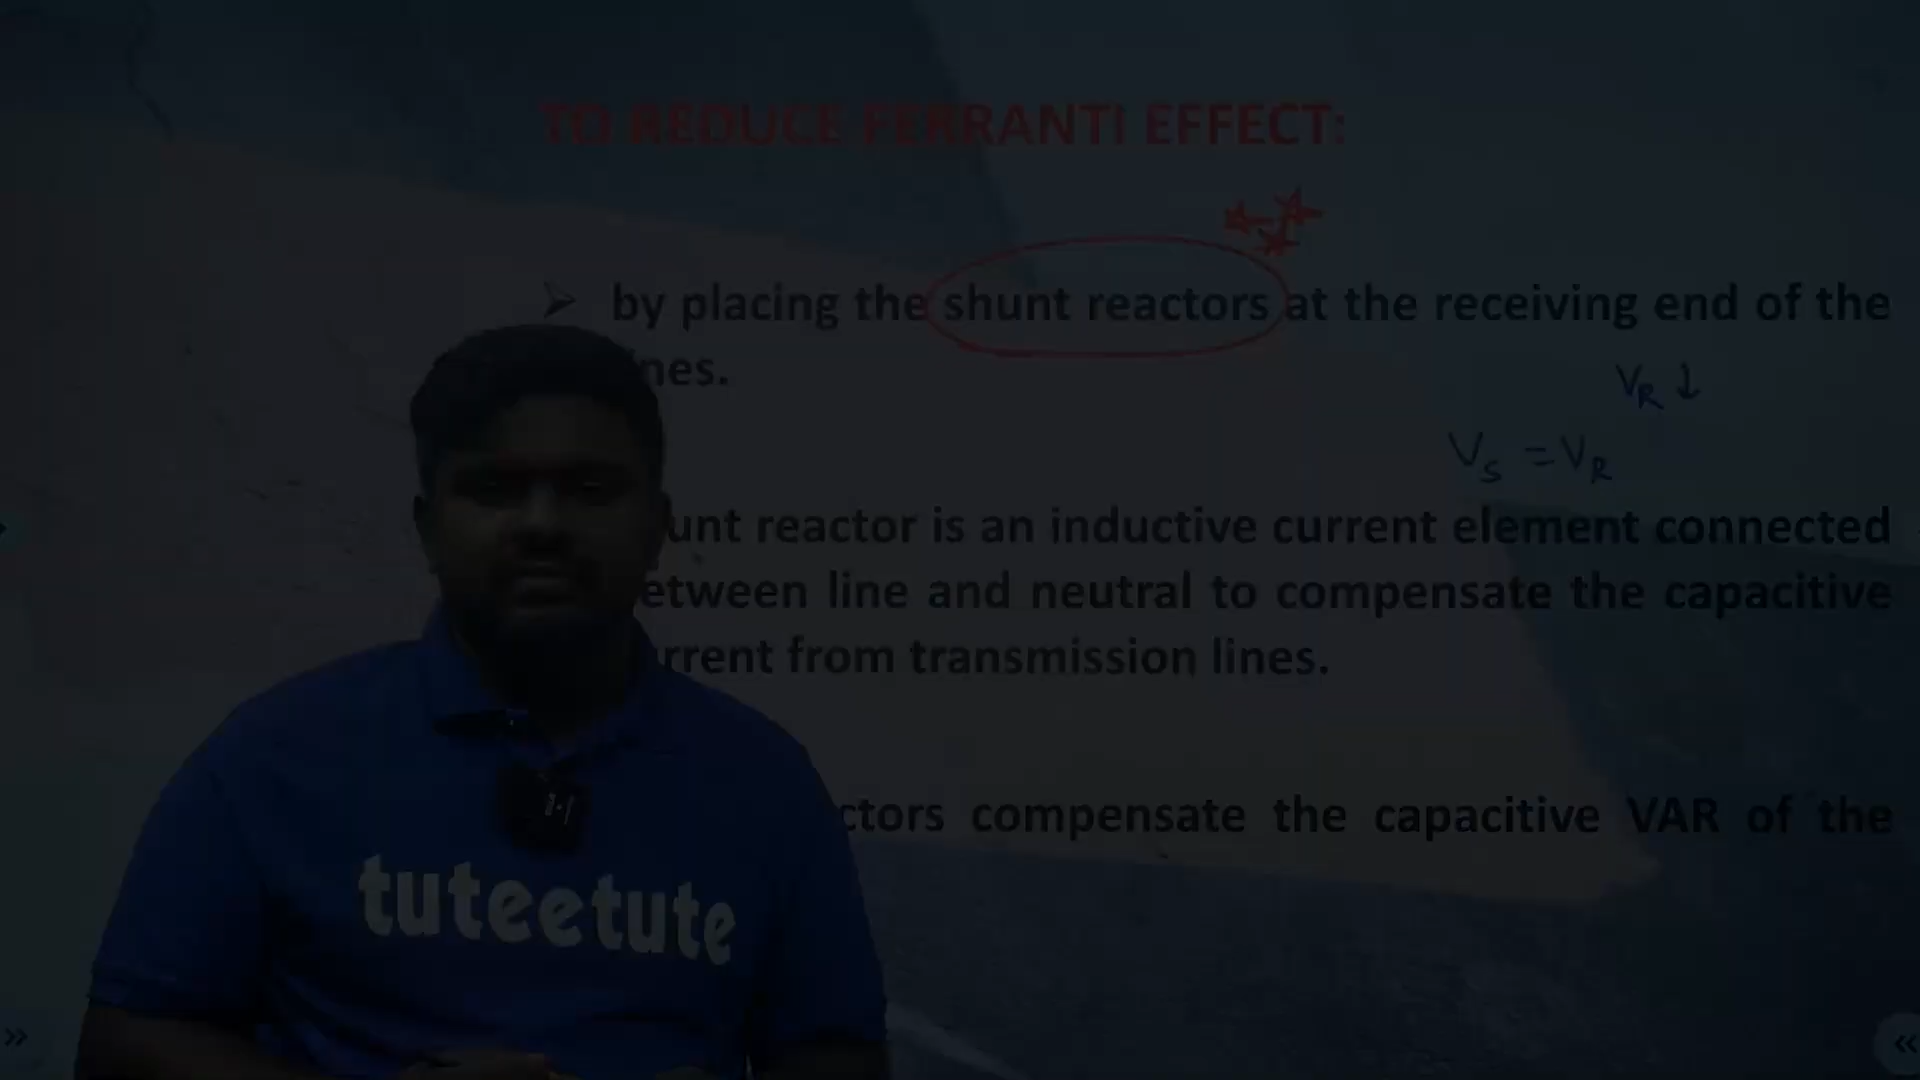 TO REDUCE FERRANTI EFFECT:
➢ by placing the shunt reactors at the receiving end of the
nes.
VR ↓
VS = VR
unt reactor is an inductive current element connected
etween line and neutral to compensate the capacitive
rrent from transmission lines.
ctors compensate the capacitive VAR of the
tuteetute